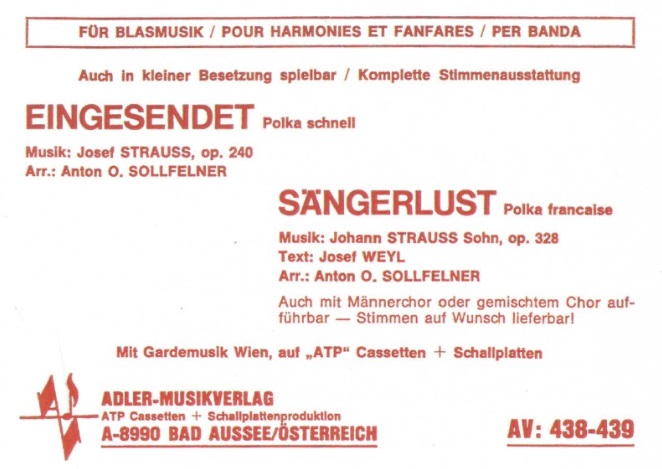 FÜR BLASMUSIK / POUR HARMONIES ET FANFARES / PER BANDA
Auch in kleiner Besetzung spielbar / Komplette Stimmenausstattung
EINGESENDET Polka schnell
Musik: Josef STRAUSS, op. 240
Arr.: Anton O. SOLLFELNER
SÄNGERLUST Polka francaise
Musik: Johann STRAUSS Sohn, op. 328
Text: Josef WEYL
Arr.: Anton O. SOLLFELNER
Auch mit Männerchor oder gemischtem Chor auf-
führbar — Stimmen auf Wunsch lieferbar!
Mit Gardemusik Wien, auf „ATP" Cassetten + Schallplatten
ADLER-MUSIKVERLAG
ATP Cassetten + Schallplattenproduktion
A-8990 BAD AUSSEE/ÖSTERREICH
AV: 438-439